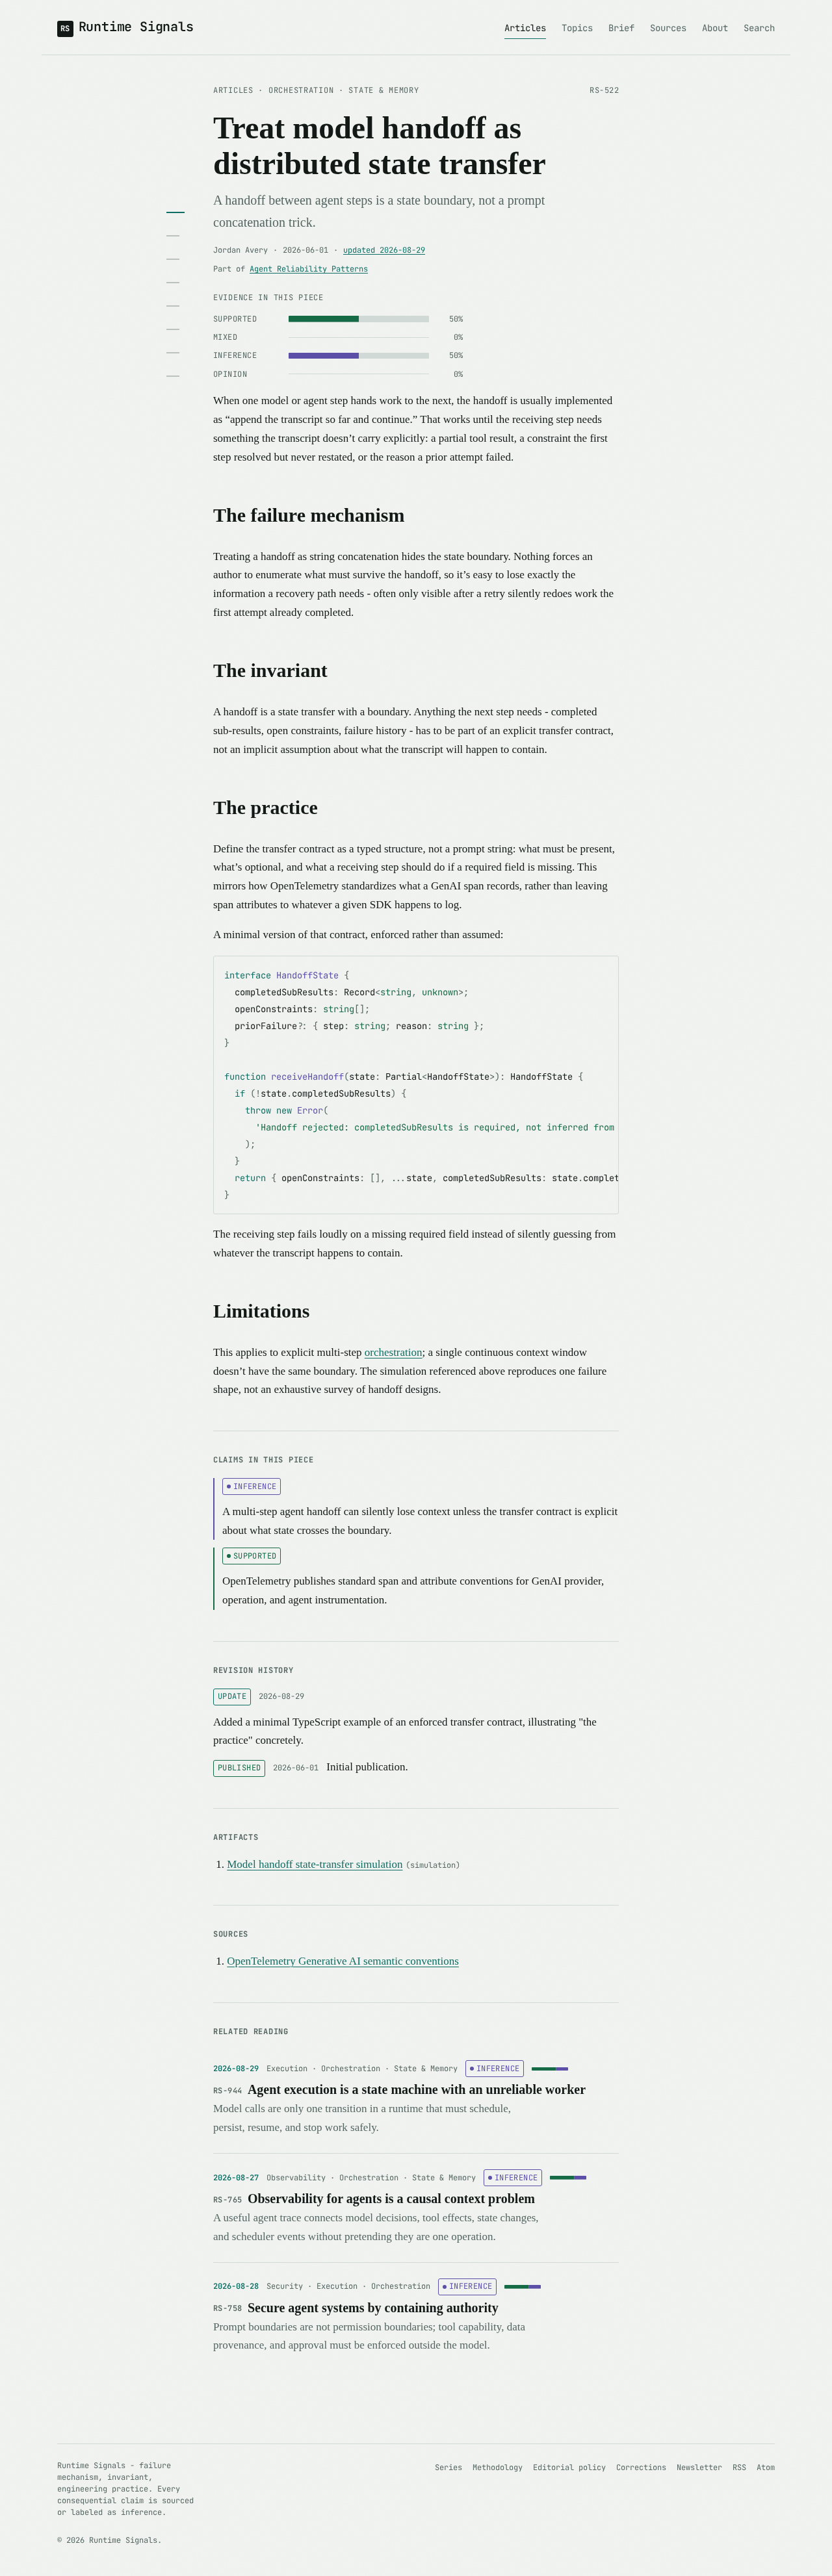 RS Runtime Signals
Articles Topics Brief Sources About Search
ARTICLES · ORCHESTRATION · STATE & MEMORY RS-522
Treat model handoff as
distributed state transfer
A handoff between agent steps is a state boundary, not a prompt
concatenation trick.
Jordan Avery · 2026-06-01 · updated 2026-08-29
Part of Agent Reliability Patterns
EVIDENCE IN THIS PIECE
SUPPORTED 50%
MIXED 0%
INFERENCE 50%
OPINION 0%
When one model or agent step hands work to the next, the handoff is usually implemented
as “append the transcript so far and continue.” That works until the receiving step needs
something the transcript doesn’t carry explicitly: a partial tool result, a constraint the first
step resolved but never restated, or the reason a prior attempt failed.
The failure mechanism
Treating a handoff as string concatenation hides the state boundary. Nothing forces an
author to enumerate what must survive the handoff, so it’s easy to lose exactly the
information a recovery path needs - often only visible after a retry silently redoes work the
first attempt already completed.
The invariant
A handoff is a state transfer with a boundary. Anything the next step needs - completed
sub-results, open constraints, failure history - has to be part of an explicit transfer contract,
not an implicit assumption about what the transcript will happen to contain.
The practice
Define the transfer contract as a typed structure, not a prompt string: what must be present,
what’s optional, and what a receiving step should do if a required field is missing. This
mirrors how OpenTelemetry standardizes what a GenAI span records, rather than leaving
span attributes to whatever a given SDK happens to log.
A minimal version of that contract, enforced rather than assumed:
interface HandoffState {
completedSubResults: Record<string, unknown>;
openConstraints: string[];
priorFailure?: { step: string; reason: string };
}
function receiveHandoff(state: Partial<HandoffState>): HandoffState {
if (!state.completedSubResults) {
throw new Error(
'Handoff rejected: completedSubResults is required, not inferred from
);
}
return { openConstraints: [], ...state, completedSubResults: state.complet
}
The receiving step fails loudly on a missing required field instead of silently guessing from
whatever the transcript happens to contain.
Limitations
This applies to explicit multi-step orchestration; a single continuous context window
doesn’t have the same boundary. The simulation referenced above reproduces one failure
shape, not an exhaustive survey of handoff designs.
CLAIMS IN THIS PIECE
INFERENCE
A multi-step agent handoff can silently lose context unless the transfer contract is explicit
about what state crosses the boundary.
SUPPORTED
OpenTelemetry publishes standard span and attribute conventions for GenAI provider,
operation, and agent instrumentation.
REVISION HISTORY
UPDATE 2026-08-29
Added a minimal TypeScript example of an enforced transfer contract, illustrating "the
practice" concretely.
PUBLISHED 2026-06-01 Initial publication.
ARTIFACTS
1. Model handoff state-transfer simulation (simulation)
SOURCES
1. OpenTelemetry Generative AI semantic conventions
RELATED READING
2026-08-29 Execution · Orchestration · State & Memory INFERENCE
RS-944 Agent execution is a state machine with an unreliable worker
Model calls are only one transition in a runtime that must schedule,
persist, resume, and stop work safely.
2026-08-27 Observability · Orchestration · State & Memory INFERENCE
RS-765 Observability for agents is a causal context problem
A useful agent trace connects model decisions, tool effects, state changes,
and scheduler events without pretending they are one operation.
2026-08-28 Security · Execution · Orchestration INFERENCE
RS-758 Secure agent systems by containing authority
Prompt boundaries are not permission boundaries; tool capability, data
provenance, and approval must be enforced outside the model.
Runtime Signals - failure
mechanism, invariant,
engineering practice. Every
consequential claim is sourced
or labeled as inference.
Series Methodology Editorial policy Corrections Newsletter RSS Atom
© 2026 Runtime Signals.